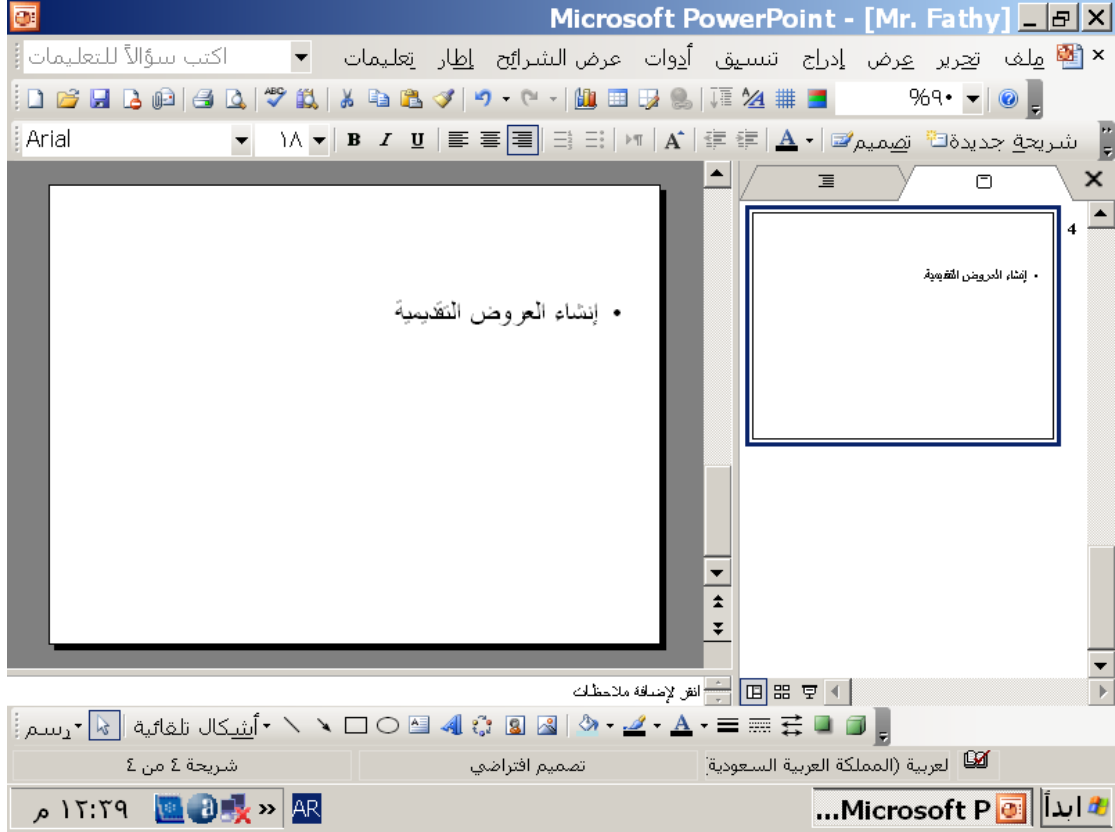 Microsoft PowerPoint - [Mr. Fathy]
ملف تحرير عرض إدراج تنسيق أدوات عرض الشرائح إطار تعليمات اكتب سؤالاً للتعليمات
%٩٠
Arial ١٨ B I U A A شريحة جديدة تصميم
4
إنشاء العروض التقديمية
إنشاء العروض التقديمية
انقر لإضافة ملاحظات
رسم أشكال تلقائية A
لعربية (المملكة العربية السعودية) تصميم افتراضي شريحة ٤ من ٤
ابدأ Microsoft P... AR « ١٢:٢٩ م